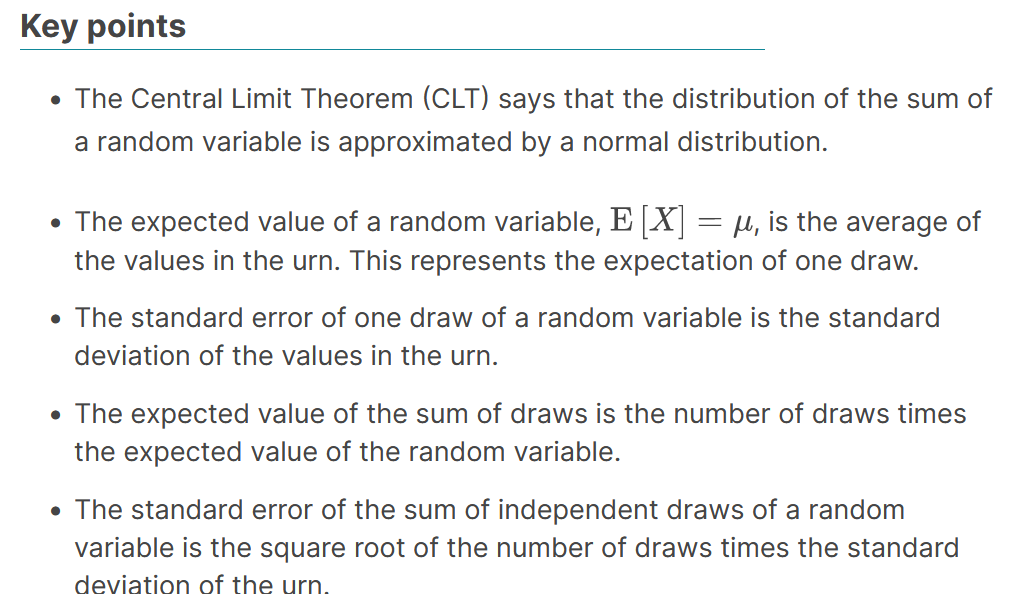 Key points
• The Central Limit Theorem (CLT) says that the distribution of the sum of
a random variable is approximated by a normal distribution.
• The expected value of a random variable, E [X] = μ, is the average of
the values in the urn. This represents the expectation of one draw.
• The standard error of one draw of a random variable is the standard
deviation of the values in the urn.
• The expected value of the sum of draws is the number of draws times
the expected value of the random variable.
• The standard error of the sum of independent draws of a random
variable is the square root of the number of draws times the standard
deviation of the urn.